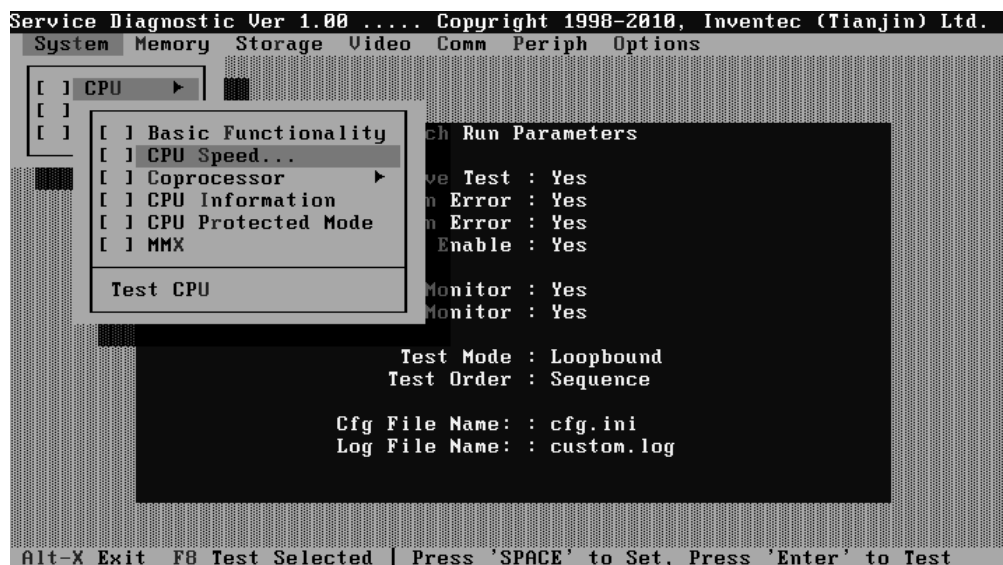 Service Diagnostic Ver 1.00 ..... Copyright 1998-2010, Inventec (Tianjin) Ltd.
System Memory Storage Video Comm Periph Options
[ ] CPU ►
[ ]
[ ]
[ ] Basic Functionality
[ ] CPU Speed...
[ ] Coprocessor ►
[ ] CPU Information
[ ] CPU Protected Mode
[ ] MMX
Test CPU
ch Run Parameters
ve Test : Yes
n Error : Yes
n Error : Yes
Enable : Yes
Monitor : Yes
Monitor : Yes
Test Mode : Loopbound
Test Order : Sequence
Cfg File Name: : cfg.ini
Log File Name: : custom.log
Alt-X Exit F8 Test Selected | Press 'SPACE' to Set, Press 'Enter' to Test